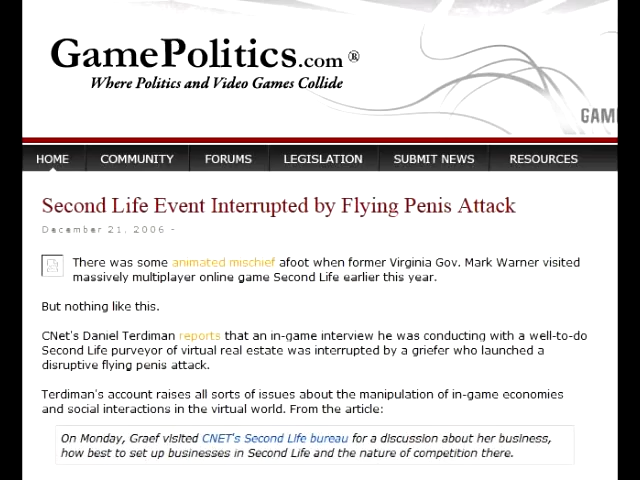 GamePolitics.com ®
Where Politics and Video Games Collide
GAM
HOME COMMUNITY FORUMS LEGISLATION SUBMIT NEWS RESOURCES
Second Life Event Interrupted by Flying Penis Attack
December 21, 2006 -
There was some animated mischief afoot when former Virginia Gov. Mark Warner visited
massively multiplayer online game Second Life earlier this year.
But nothing like this.
CNet's Daniel Terdiman reports that an in-game interview he was conducting with a well-to-do
Second Life purveyor of virtual real estate was interrupted by a griefer who launched a
disruptive flying penis attack.
Terdiman's account raises all sorts of issues about the manipulation of in-game economies
and social interactions in the virtual world. From the article:
On Monday, Graef visited CNET's Second Life bureau for a discussion about her business,
how best to set up businesses in Second Life and the nature of competition there.